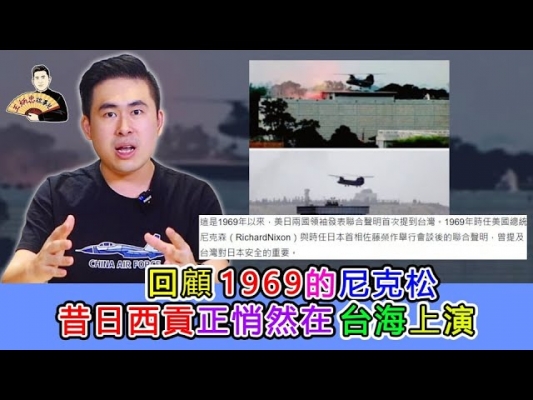 王炳忠說事兒
這是1969年以來，美日兩國領袖發表聯合聲明首次提到台灣。1969年時任美國總統
尼克森（RichardNixon）與時任日本首相佐藤榮作舉行會談後的聯合聲明，曾提及
台灣對日本安全的重要。
CHINA AIR FORCE
回顧 1969的尼克松
昔日西貢正悄然在 台海上演